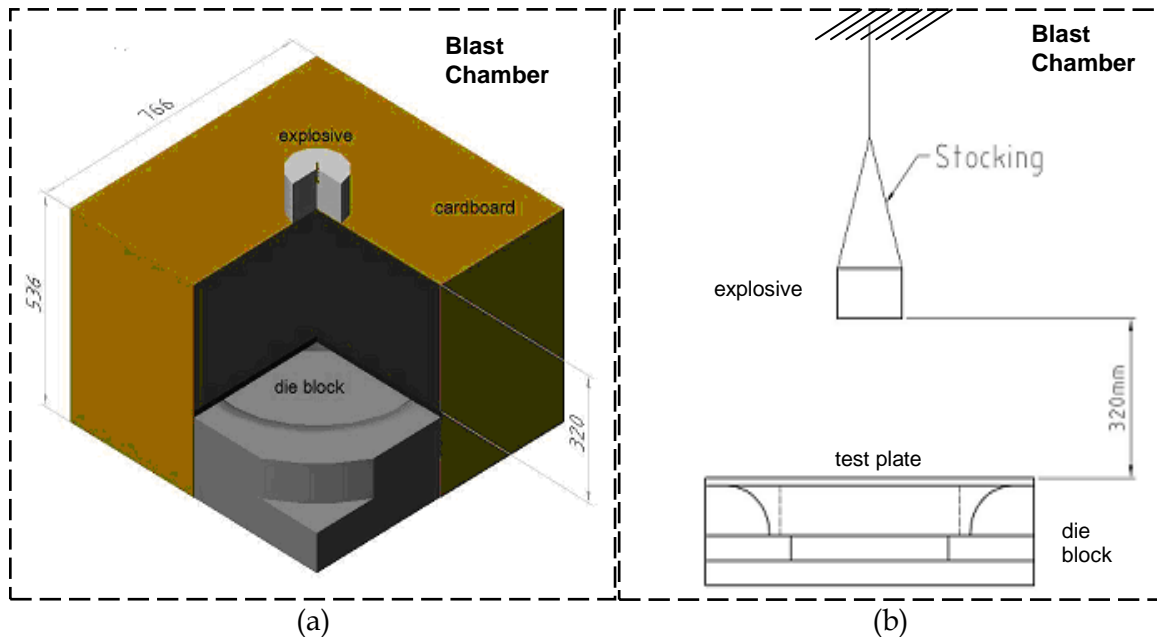 Blast
Chamber
766
explosive
cardboard
536
die block
320
(a)
Blast
Chamber
Stocking
explosive
320mm
test plate
die
block
(b)